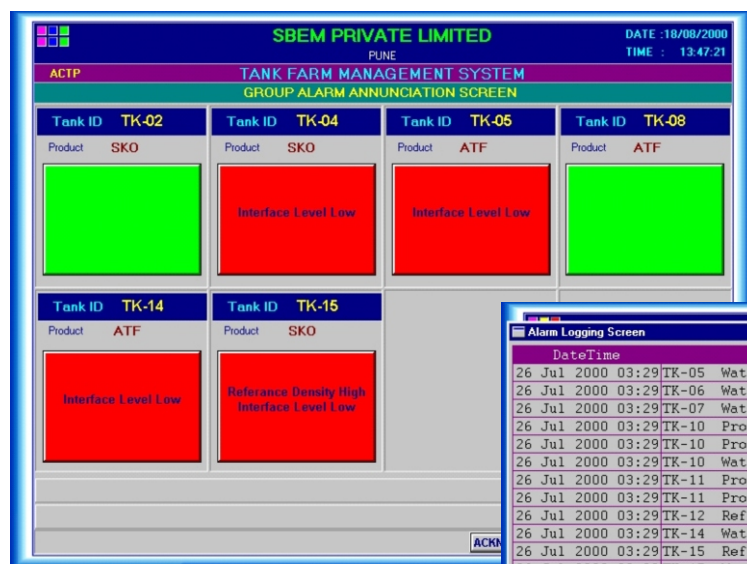 SBEM PRIVATE LIMITED
PUNE
DATE :18/08/2000
TIME : 13:47:21
ACTP TANK FARM MANAGEMENT SYSTEM
GROUP ALARM ANNUNCIATION SCREEN
Tank ID TK-02
Product SKO
Tank ID TK-04
Product SKO
Interface Level Low
Tank ID TK-05
Product ATF
Interface Level Low
Tank ID TK-08
Product ATF
Tank ID TK-14
Product ATF
Interface Level Low
Tank ID TK-15
Product SKO
Referance Density High
Interface Level Low
ACKN
Alarm Logging Screen
DateTime
26 Jul 2000 03:29 TK-05 Wat
26 Jul 2000 03:29 TK-06 Wat
26 Jul 2000 03:29 TK-07 Wat
26 Jul 2000 03:29 TK-10 Pro
26 Jul 2000 03:29 TK-10 Pro
26 Jul 2000 03:29 TK-10 Wat
26 Jul 2000 03:29 TK-11 Pro
26 Jul 2000 03:29 TK-11 Pro
26 Jul 2000 03:29 TK-12 Ref
26 Jul 2000 03:29 TK-14 Wat
26 Jul 2000 03:29 TK-15 Ref